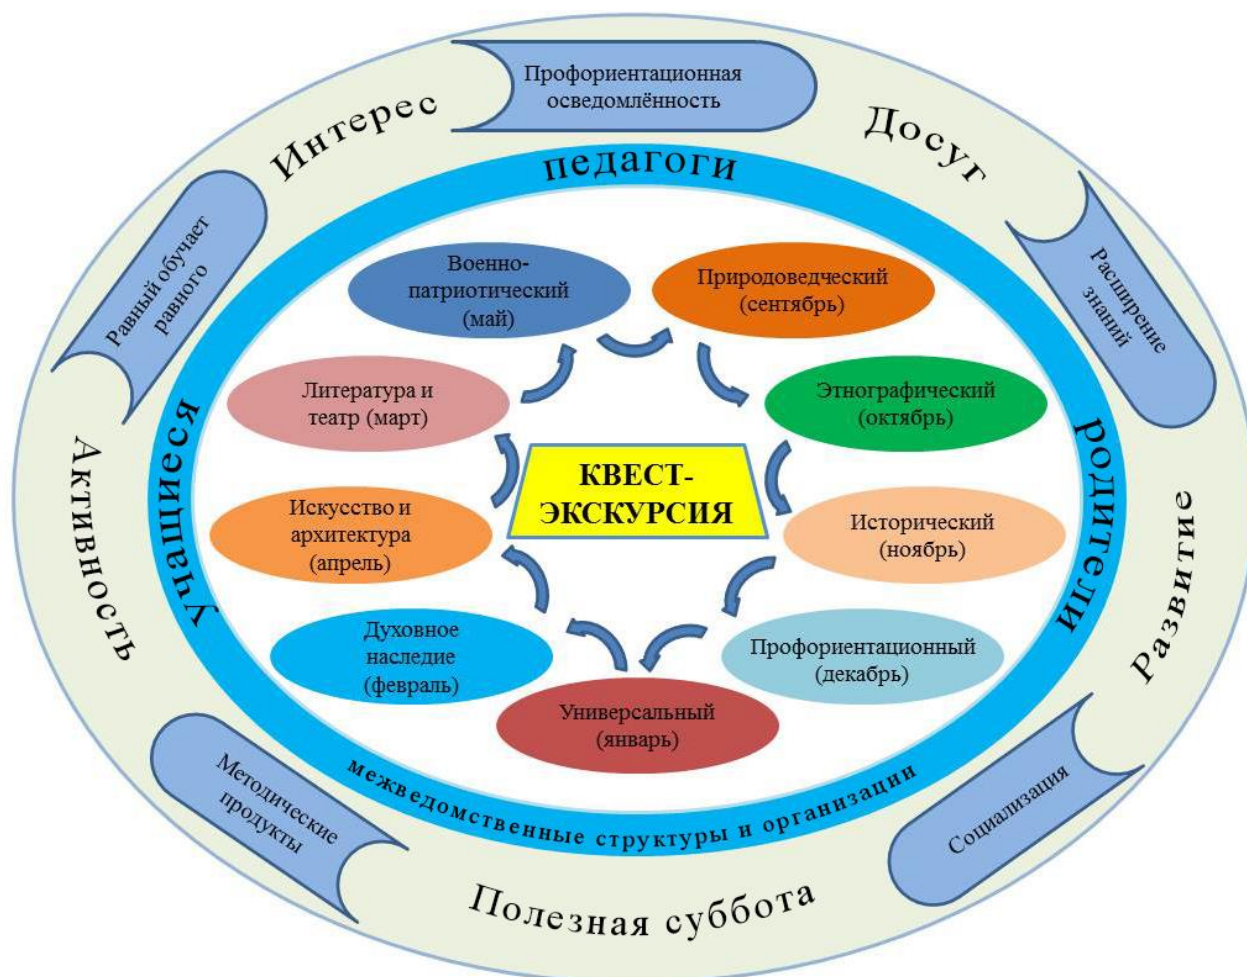 Профориентационная
осведомлённость
Интерес
Досуг
педагоги
Равный обучает
равного
Расширение
знаний
Военно-
патриотический
(май)
Природоведческий
(сентябрь)
Литература и
театр (март)
Этнографический
(октябрь)
учащиеся
родители
КВЕСТ-
ЭКСКУРСИЯ
Активность
Развитие
Искусство и
архитектура
(апрель)
Исторический
(ноябрь)
Духовное
наследие
(февраль)
Профориентационный
(декабрь)
Универсальный
(январь)
межведомственные структуры и организации
Методические
продукты
Социализация
Полезная суббота